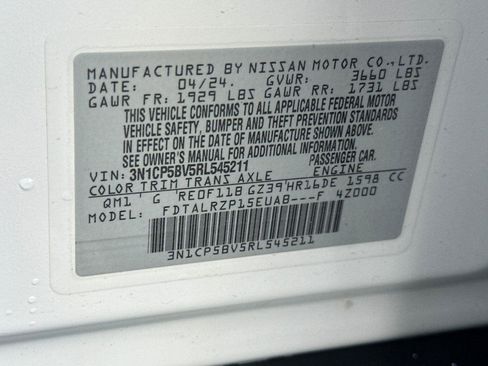 MANUFACTURED BY NISSAN MOTOR CO., LTD.
DATE: 04/24. GVWR: 3660 LBS
GAWR FR: 1929 LBS GAWR RR: 1731 LBS
THIS VEHICLE CONFORMS TO ALL APPLICABLE FEDERAL MOTOR
VEHICLE SAFETY, BUMPER AND THEFT PREVENTION STANDARDS
IN EFFECT ON THE DATE OF MANUFACTURE SHOWN ABOVE.
SEE OWNER'S MANUAL FOR ADDITIONAL INFORMATION.
VIN: 3N1CP5BV5RL545211 PASSENGER CAR.
COLOR TRIM TRANS AXLE ENGINE
QM1 G RE0F11B GZ39 HR16DE 1598 CC
MODEL: FDTALRZP15EUAB---F 4Z000
3N1CP5BV5RL545211